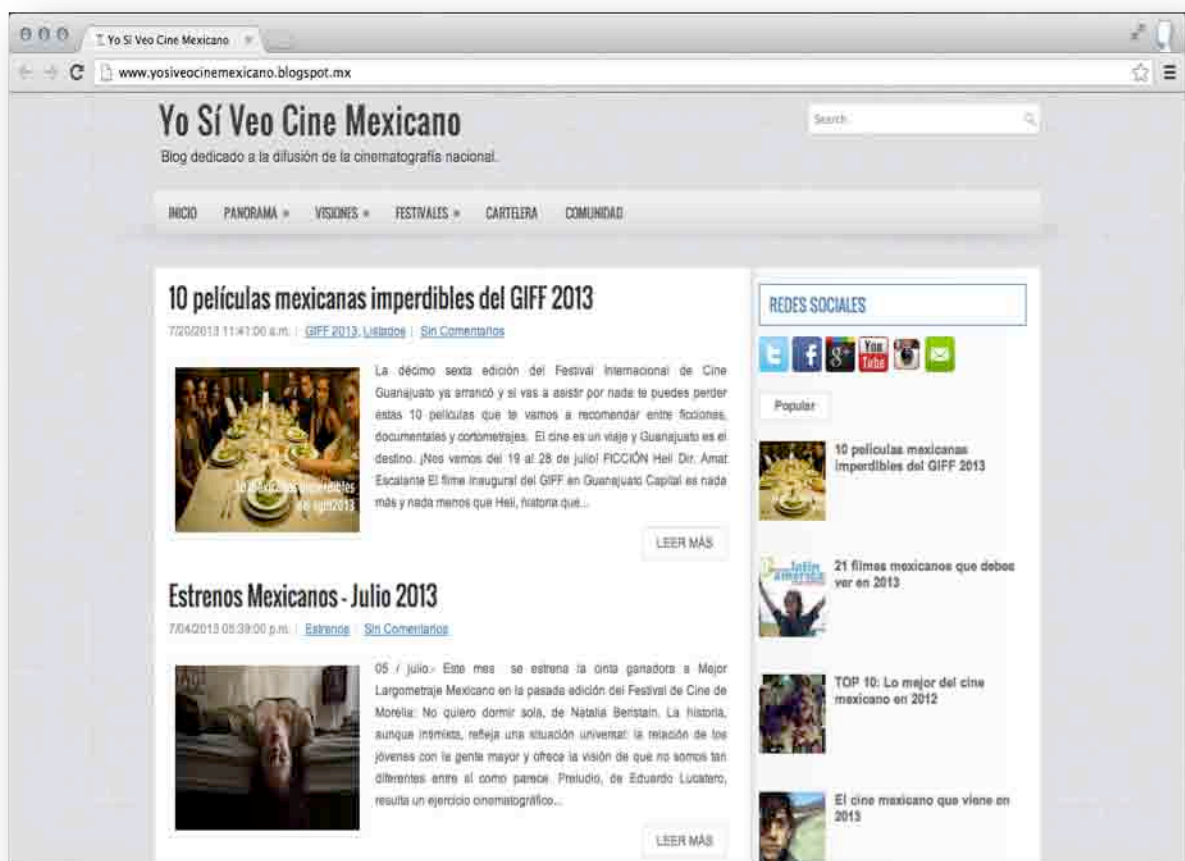 Yo Sí Veo Cine Mexicano
www.yosiveocinemexicano.blogspot.mx
Yo Sí Veo Cine Mexicano
Search
Blog dedicado a la difusión de la cinematografía nacional.
INICIO PANORAMA » VISIONES » FESTIVALES » CARTELERA COMUNIDAD
10 películas mexicanas imperdibles del GIFF 2013
7/20/2013 11:41:00 a.m. | GIFF 2013, Listados | Sin Comentarios
La décimo sexta edición del Festival Internacional de Cine
Guanajuato ya arrancó y si vas a asistir por nada te puedes perder
estas 10 películas que te vamos a recomendar entre ficciones,
documentales y cortometrajes. El cine es un viaje y Guanajuato es el
destino. ¡Nos vamos del 19 al 28 de julio! FICCIÓN Heli Dir. Amat
Escalante El filme inaugural del GIFF en Guanajuato Capital es nada
más y nada menos que Heli, historia que...
10 mexicanas imperdibles
del giff2013
LEER MÁS
Estrenos Mexicanos - Julio 2013
7/04/2013 05:39:00 p.m. | Estrenos | Sin Comentarios
05 / julio.- Este mes se estrena la cinta ganadora a Mejor
Largometraje Mexicano en la pasada edición del Festival de Cine de
Morelia: No quiero dormir sola, de Natalia Beristain. La historia,
aunque intimista, refleja una situación universal: la relación de los
jóvenes con la gente mayor y ofrece la visión de que no somos tan
diferentes entre sí como parece. Preludio, de Eduardo Lucatero,
resulta un ejercicio cinematográfico...
LEER MÁS
REDES SOCIALES
You
Tube
Popular
10 películas mexicanas
imperdibles del GIFF 2013
latin
america
21 filmes mexicanos que debes
ver en 2013
TOP 10: Lo mejor del cine
mexicano en 2012
El cine mexicano que viene en
2013